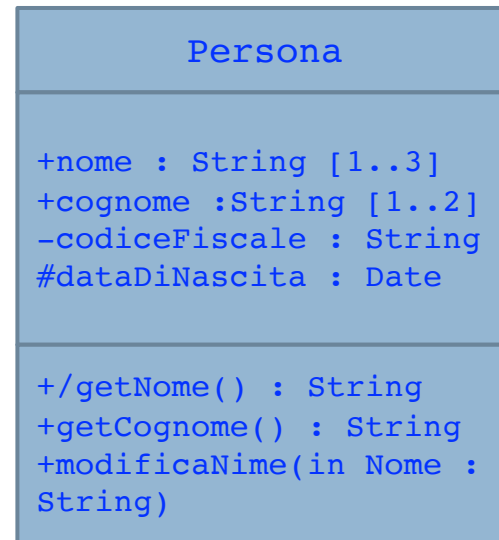 Persona
+nome : String [1..3]
+cognome :String [1..2]
-codiceFiscale : String
#dataDiNascita : Date
+/getNome() : String
+getCognome() : String
+modificaNime(in Nome :
String)